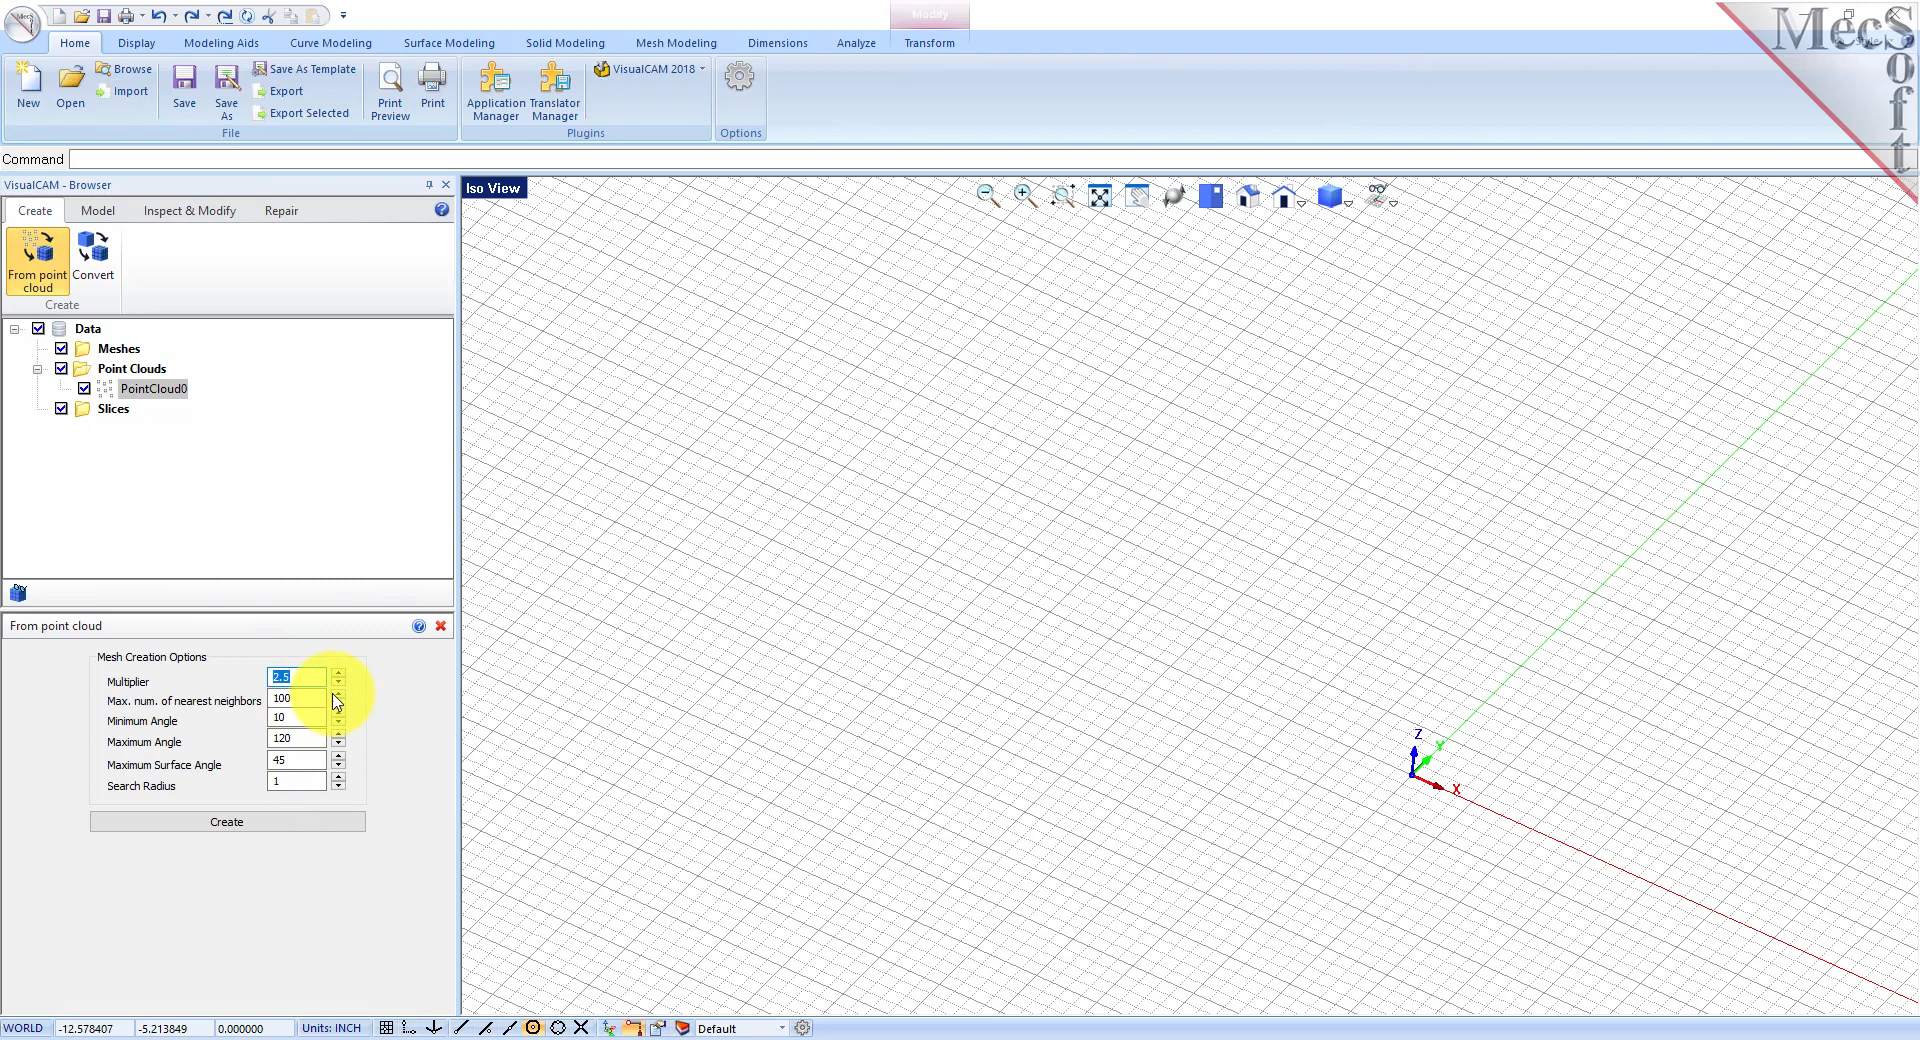 Modify
Home Display Modeling Aids Curve Modeling Surface Modeling Solid Modeling Mesh Modeling Dimensions Analyze Transform
New Open Browse Import Save Save As Save As Template Export Export Selected Print Preview Print Application Manager Translator Manager VisualCAM 2018
File Plugins Options
MecSoft
Command
VisualCAM - Browser
Create Model Inspect & Modify Repair
From point cloud Convert
Create
Data
Meshes
Point Clouds
PointCloud0
Slices
From point cloud
Mesh Creation Options
Multiplier 2.5
Max. num. of nearest neighbors 100
Minimum Angle 10
Maximum Angle 120
Maximum Surface Angle 45
Search Radius 1
Create
Iso View
Z
Y
X
WORLD -12.578407 -5.213849 0.000000 Units: INCH Default